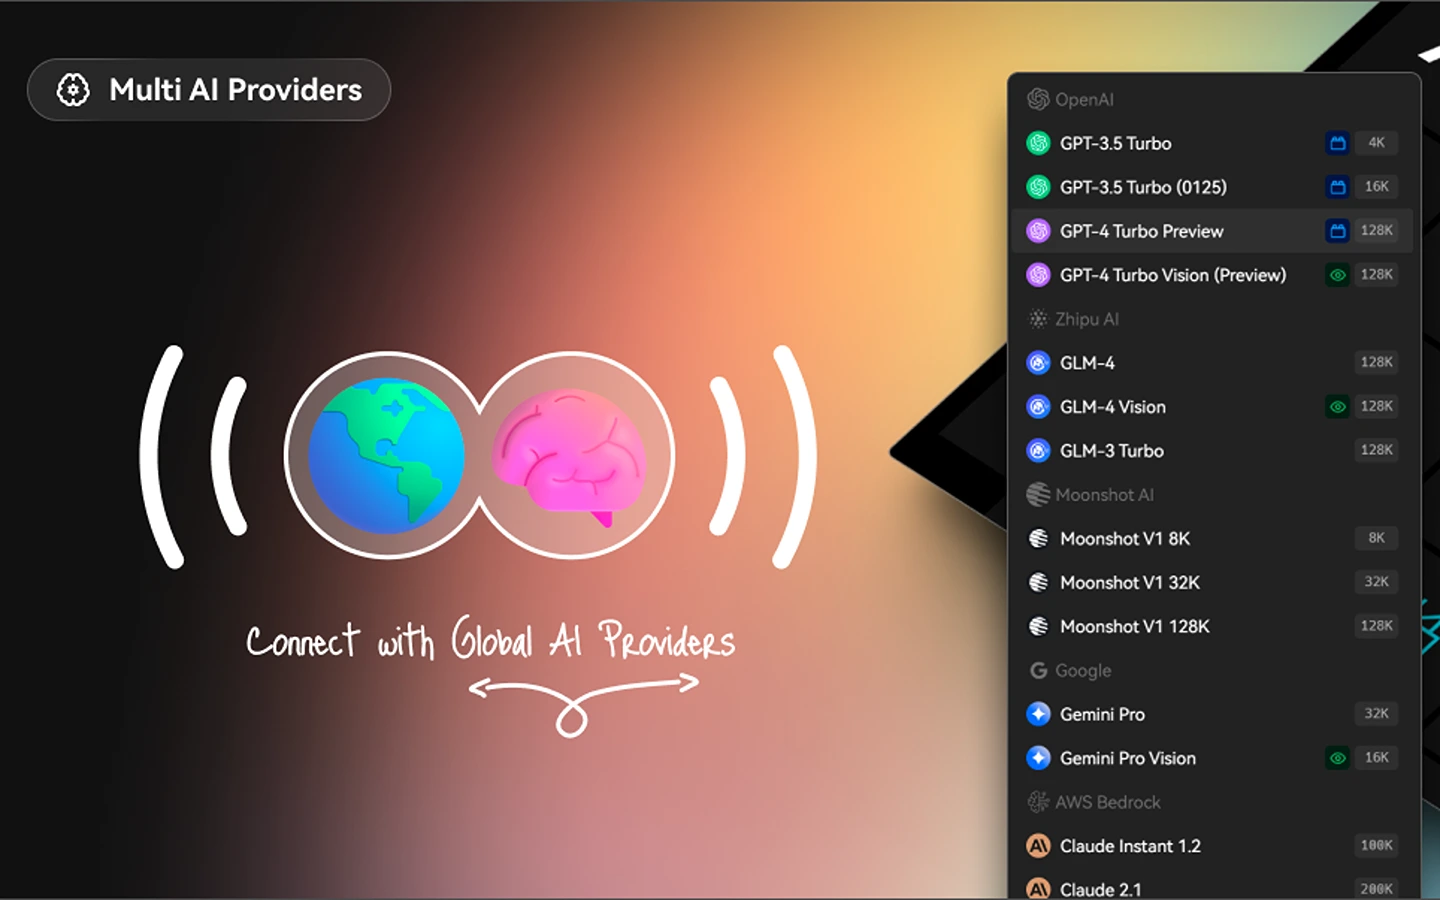 Multi AI Providers
Connect with Global AI Providers
OpenAI
GPT-3.5 Turbo 4K
GPT-3.5 Turbo (0125) 16K
GPT-4 Turbo Preview 128K
GPT-4 Turbo Vision (Preview) 128K
Zhipu AI
GLM-4 128K
GLM-4 Vision 128K
GLM-3 Turbo 128K
Moonshot AI
Moonshot V1 8K 8K
Moonshot V1 32K 32K
Moonshot V1 128K 128K
Google
Gemini Pro 32K
Gemini Pro Vision 16K
AWS Bedrock
Claude Instant 1.2 100K
Claude 2.1 200K